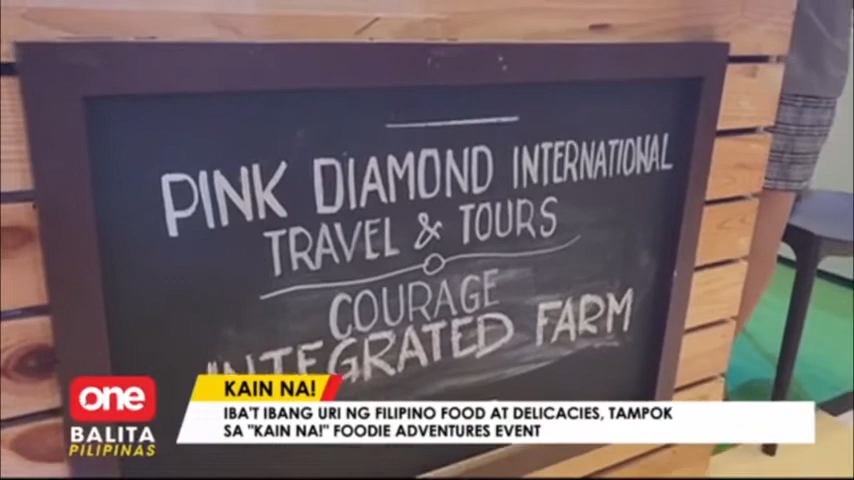 PINK DIAMOND INTERNATIONAL
TRAVEL & TOURS
COURAGE
INTEGRATED FARM
KAIN NA!
IBA'T IBANG URI NG FILIPINO FOOD AT DELICACIES, TAMPOK
SA "KAIN NA!" FOODIE ADVENTURES EVENT
one
BALITA
PILIPINAS